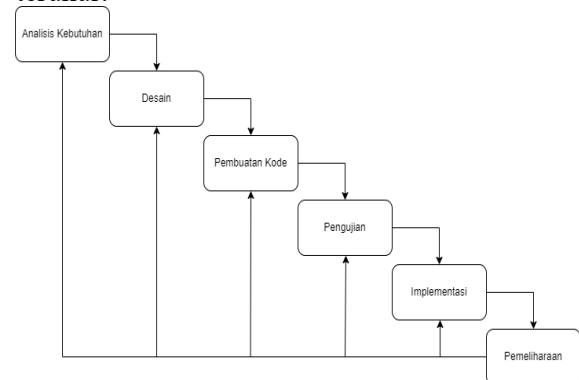 Analisis Kebutuhan
Desain
Pembuatan Kode
Pengujian
Implementasi
Pemeliharaan